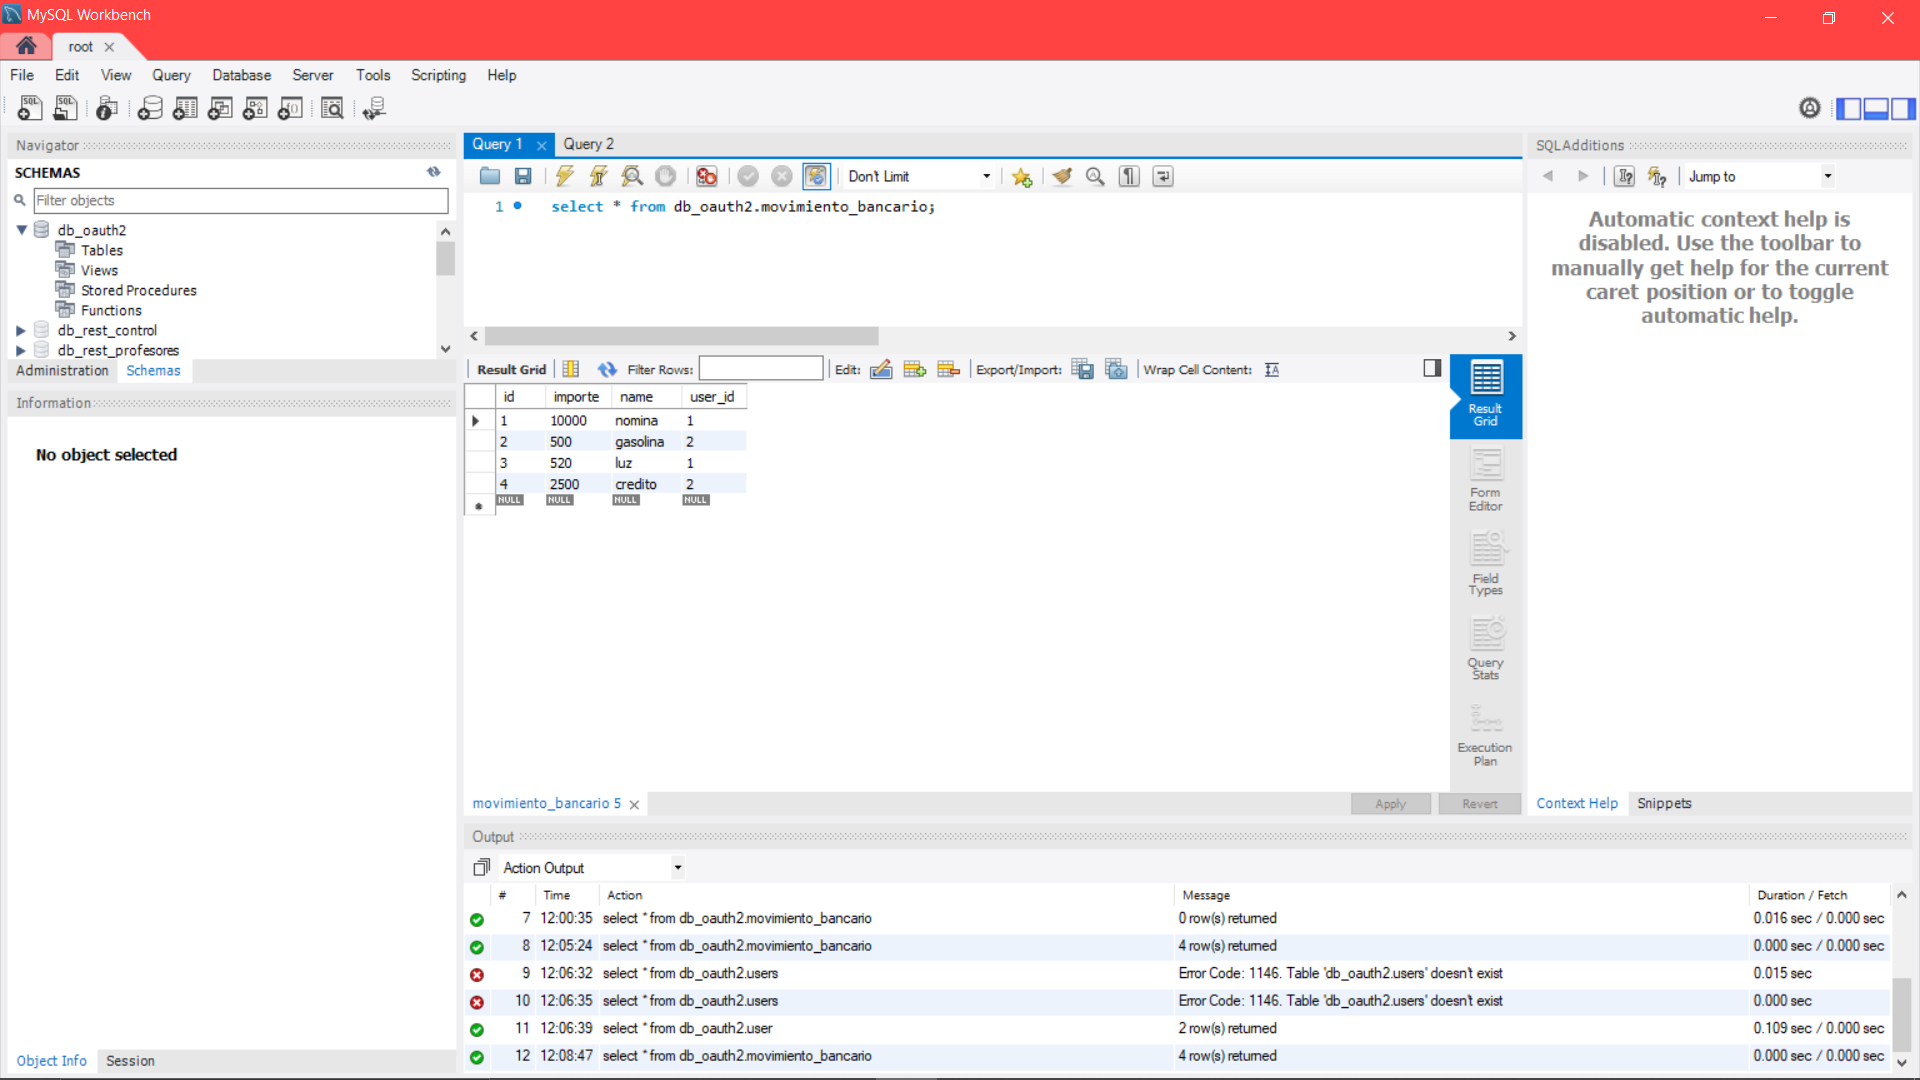 MySQL Workbench
root
File Edit View Query Database Server Tools Scripting Help
Navigator
SCHEMAS
Filter objects
db_oauth2
Tables
Views
Stored Procedures
Functions
db_rest_control
db_rest_profesores
Administration Schemas
Information
No object selected
Object Info Session
Query 1 Query 2
Don't Limit
1 select * from db_oauth2.movimiento_bancario;
Result Grid Filter Rows: Edit: Export/Import: Wrap Cell Content:
id importe name user_id
1 10000 nomina 1
2 500 gasolina 2
3 520 luz 1
4 2500 credito 2
NULL NULL NULL NULL
Result
Grid
Form
Editor
Field
Types
Query
Stats
Execution
Plan
movimiento_bancario 5
Apply Revert
SQLAdditions
Jump to
Automatic context help is
disabled. Use the toolbar to
manually get help for the current
caret position or to toggle
automatic help.
Context Help Snippets
Output
Action Output
# Time Action Message Duration / Fetch
7 12:00:35 select * from db_oauth2.movimiento_bancario 0 row(s) returned 0.016 sec / 0.000 sec
8 12:05:24 select * from db_oauth2.movimiento_bancario 4 row(s) returned 0.000 sec / 0.000 sec
9 12:06:32 select * from db_oauth2.users Error Code: 1146. Table 'db_oauth2.users' doesn't exist 0.015 sec
10 12:06:35 select * from db_oauth2.users Error Code: 1146. Table 'db_oauth2.users' doesn't exist 0.000 sec
11 12:06:39 select * from db_oauth2.user 2 row(s) returned 0.109 sec / 0.000 sec
12 12:08:47 select * from db_oauth2.movimiento_bancario 4 row(s) returned 0.000 sec / 0.000 sec